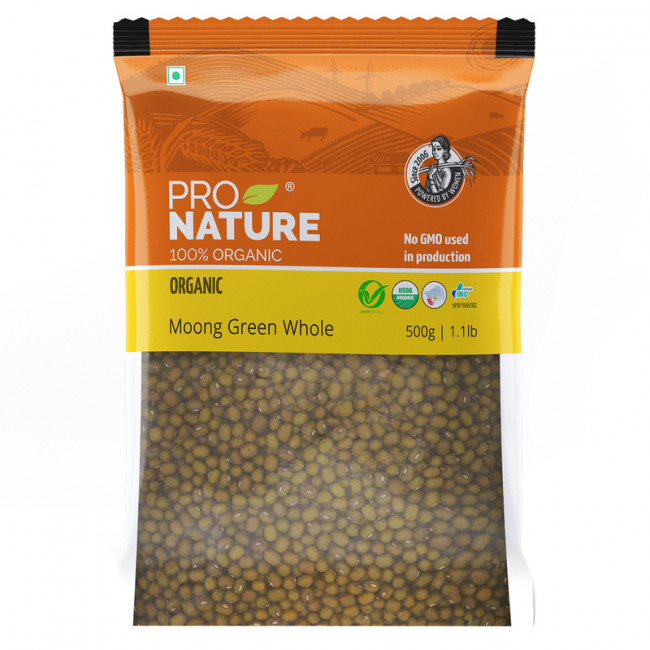 Since 2006
POWERED BY WOMEN
PRO ®
NATURE
100% ORGANIC
No GMO used
in production
ORGANIC
USDA
ORGANIC
IMO
Moong Green Whole
500g | 1.1lb